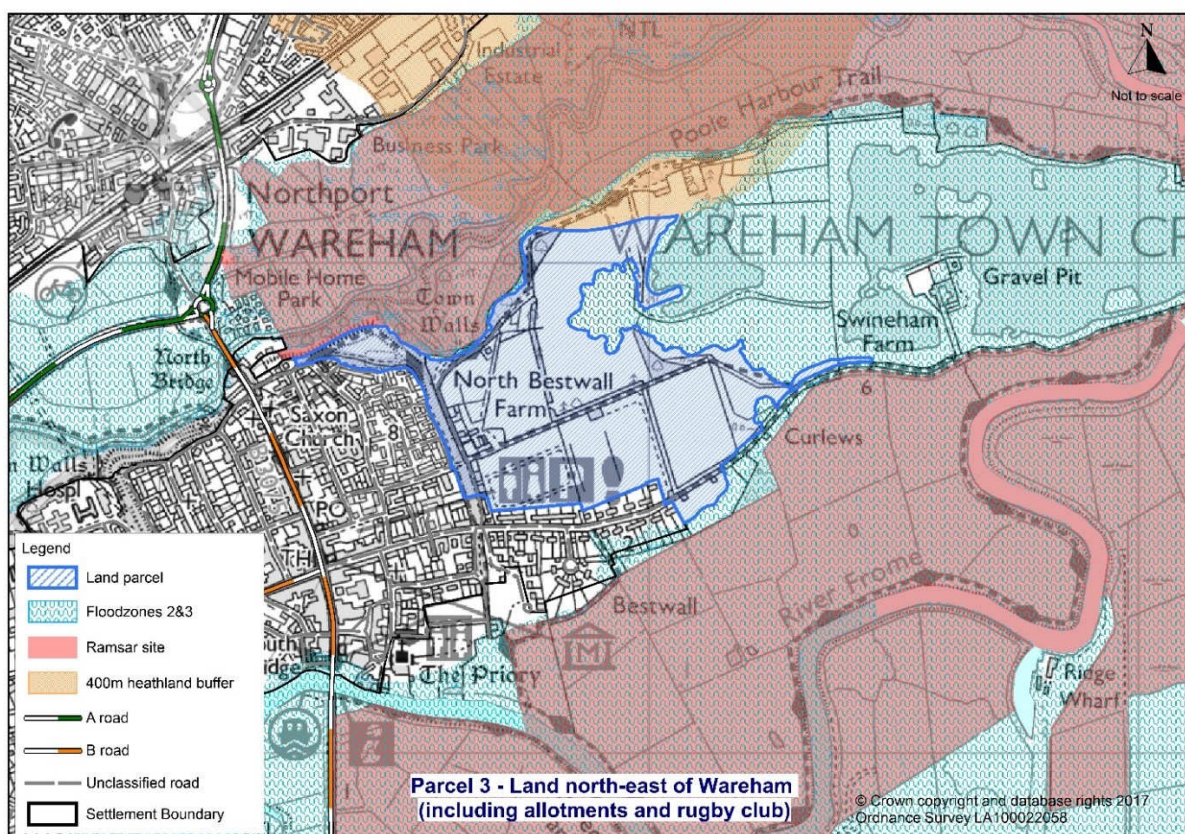 NTL
Industrial
Estate
N
Not to scale
Poole Harbour Trail
Business Park
Northport
WAREHAM
WAREHAM TOWN CP
Mobile Home
Park
Town
Walls
Gravel Pit
Swineham
Farm
North
Bridge
North Bestwall
Farm
6
Saxon
Church
8
Curlews
Walls
Hospl
PO
TH
River Frome
Bestwall
The Priory
Ridge
Wharf
Legend
Land parcel
Floodzones 2&3
Ramsar site
400m heathland buffer
A road
B road
Unclassified road
Settlement Boundary
M
i
Parcel 3 - Land north-east of Wareham
(including allotments and rugby club)
© Crown copyright and database rights 2017
Ordnance Survey LA100022058